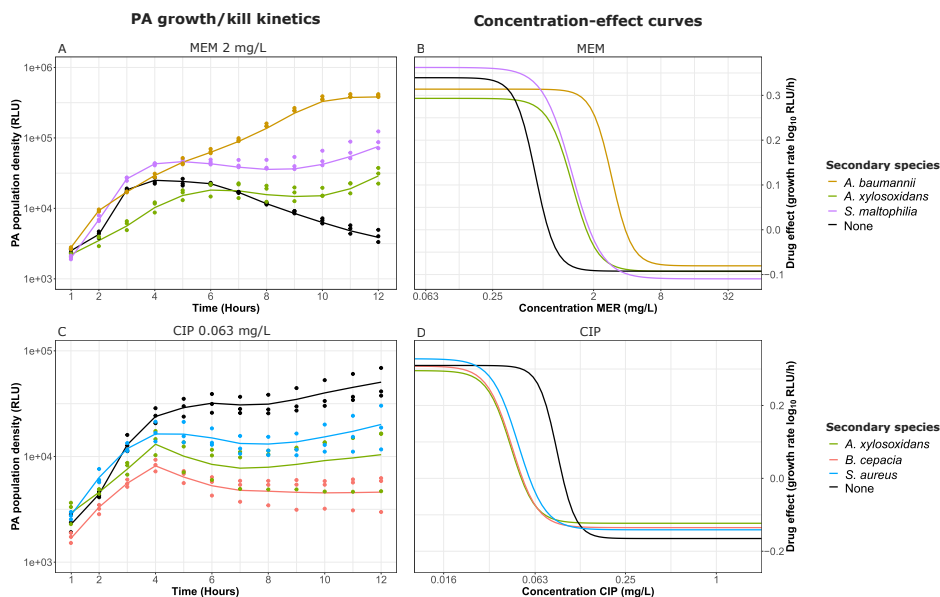 PA growth/kill kinetics
Concentration-effect curves
A
MEM 2 mg/L
B
MEM
PA population density (RLU)
1e+06
1e+05
1e+04
1e+03
1
2
4
6
8
10
12
Time (Hours)
0.063
0.25
2
8
32
Concentration MER (mg/L)
0.3
0.2
0.1
0.0
−0.1
Drug effect (growth rate log10 RLU/h)
Secondary species
A. baumannii
A. xylosoxidans
S. maltophilia
None
C
CIP 0.063 mg/L
D
CIP
PA population density (RLU)
1e+05
1e+04
1e+03
1
2
4
6
8
10
12
Time (Hours)
0.016
0.063
0.25
1
Concentration CIP (mg/L)
0.2
0.0
−0.2
Drug effect (growth rate log10 RLU/h)
Secondary species
A. xylosoxidans
B. cepacia
S. aureus
None